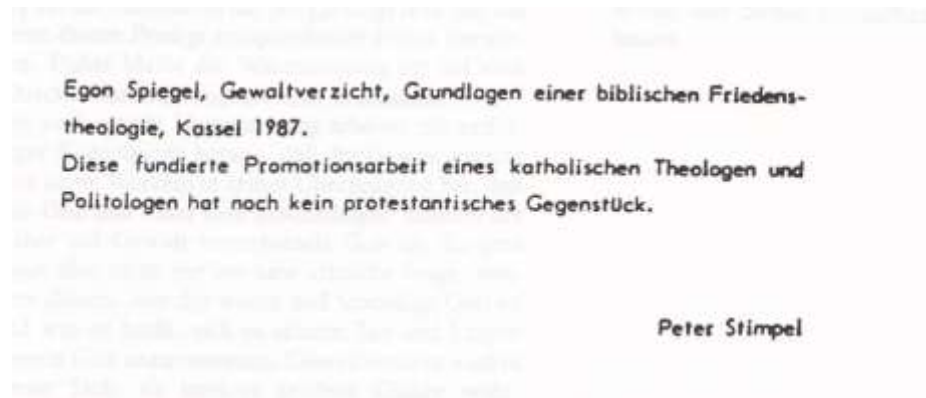 Egon Spiegel, Gewaltverzicht, Grundlagen einer biblischen Friedens-
theologie, Kassel 1987.
Diese fundierte Promotionsarbeit eines katholischen Theologen und
Politologen hat noch kein protestantisches Gegenstück.
Peter Stimpel